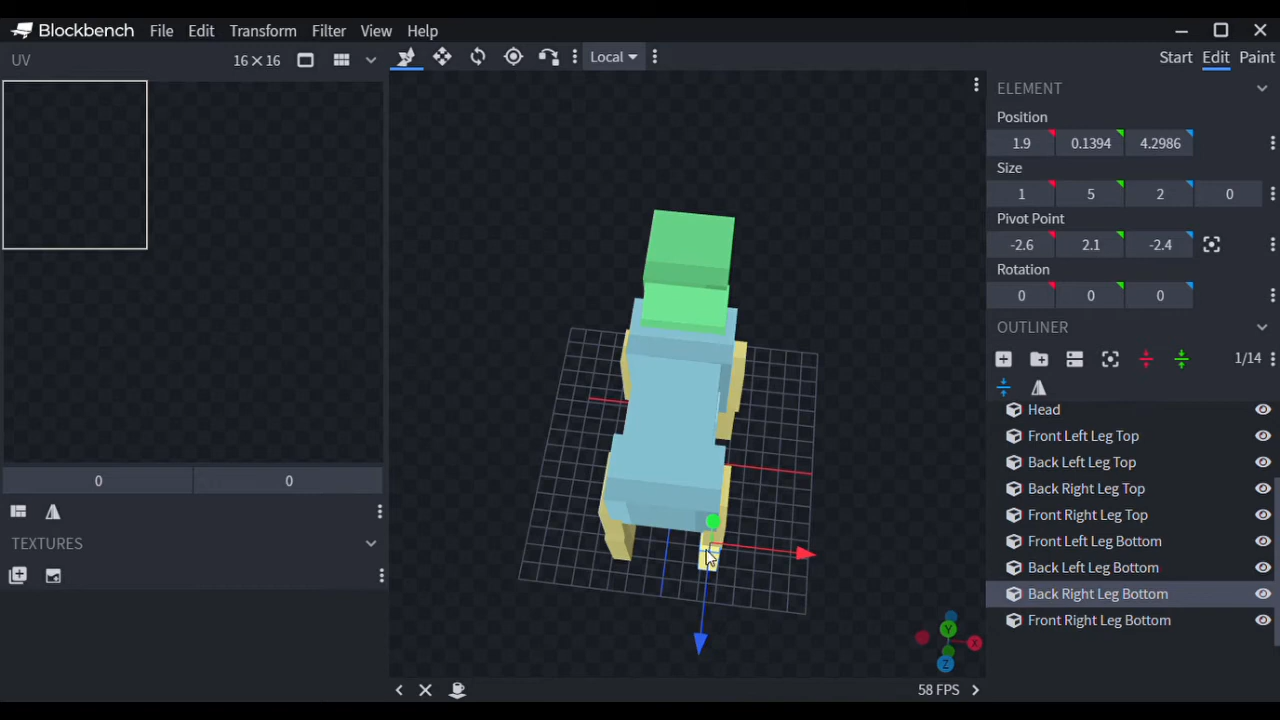 Blockbench File Edit Transform Filter View Help
UV 16×16
Local
Start Edit Paint
ELEMENT
Position
1.9 0.1394 4.2986
Size
1 5 2 0
Pivot Point
-2.6 2.1 -2.4
Rotation
0 0 0
OUTLINER
1/14
Head
Front Left Leg Top
Back Left Leg Top
Back Right Leg Top
Front Right Leg Top
Front Left Leg Bottom
Back Left Leg Bottom
Back Right Leg Bottom
Front Right Leg Bottom
0 0
TEXTURES
Y
X
Z
58 FPS